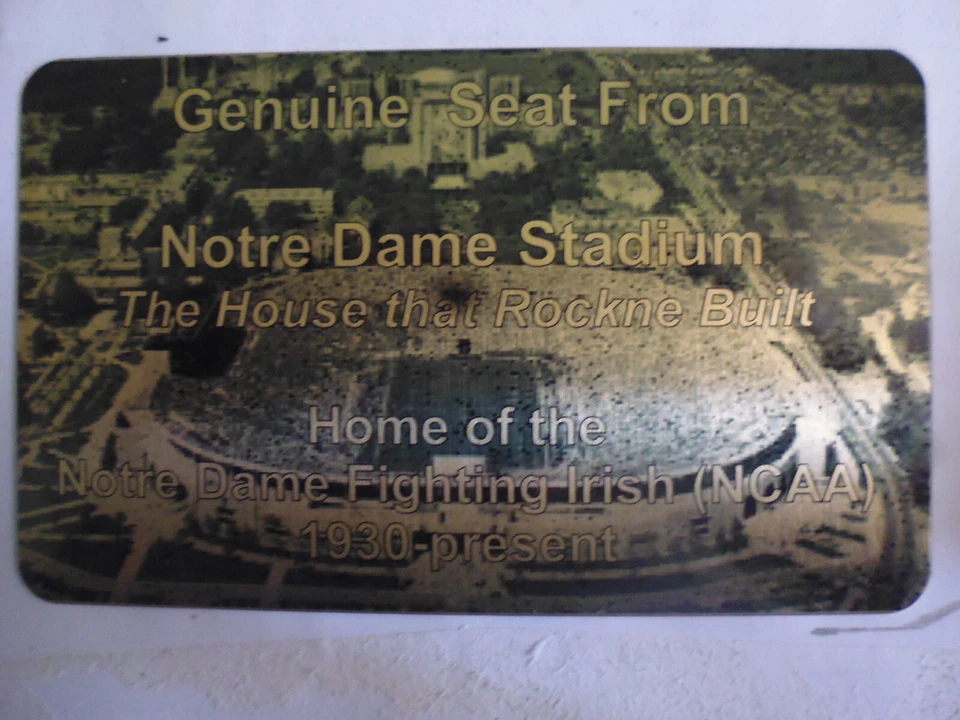 Genuine Seat From
Notre Dame Stadium
The House that Rockne Built
Home of the
Notre Dame Fighting Irish (NCAA)
1930-present